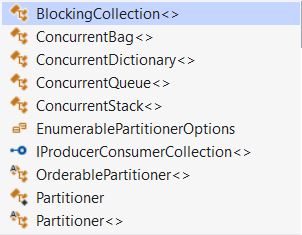 BlockingCollection<>
ConcurrentBag<>
ConcurrentDictionary<>
ConcurrentQueue<>
ConcurrentStack<>
EnumerablePartitionerOptions
IProducerConsumerCollection<>
OrderablePartitioner<>
Partitioner
Partitioner<>